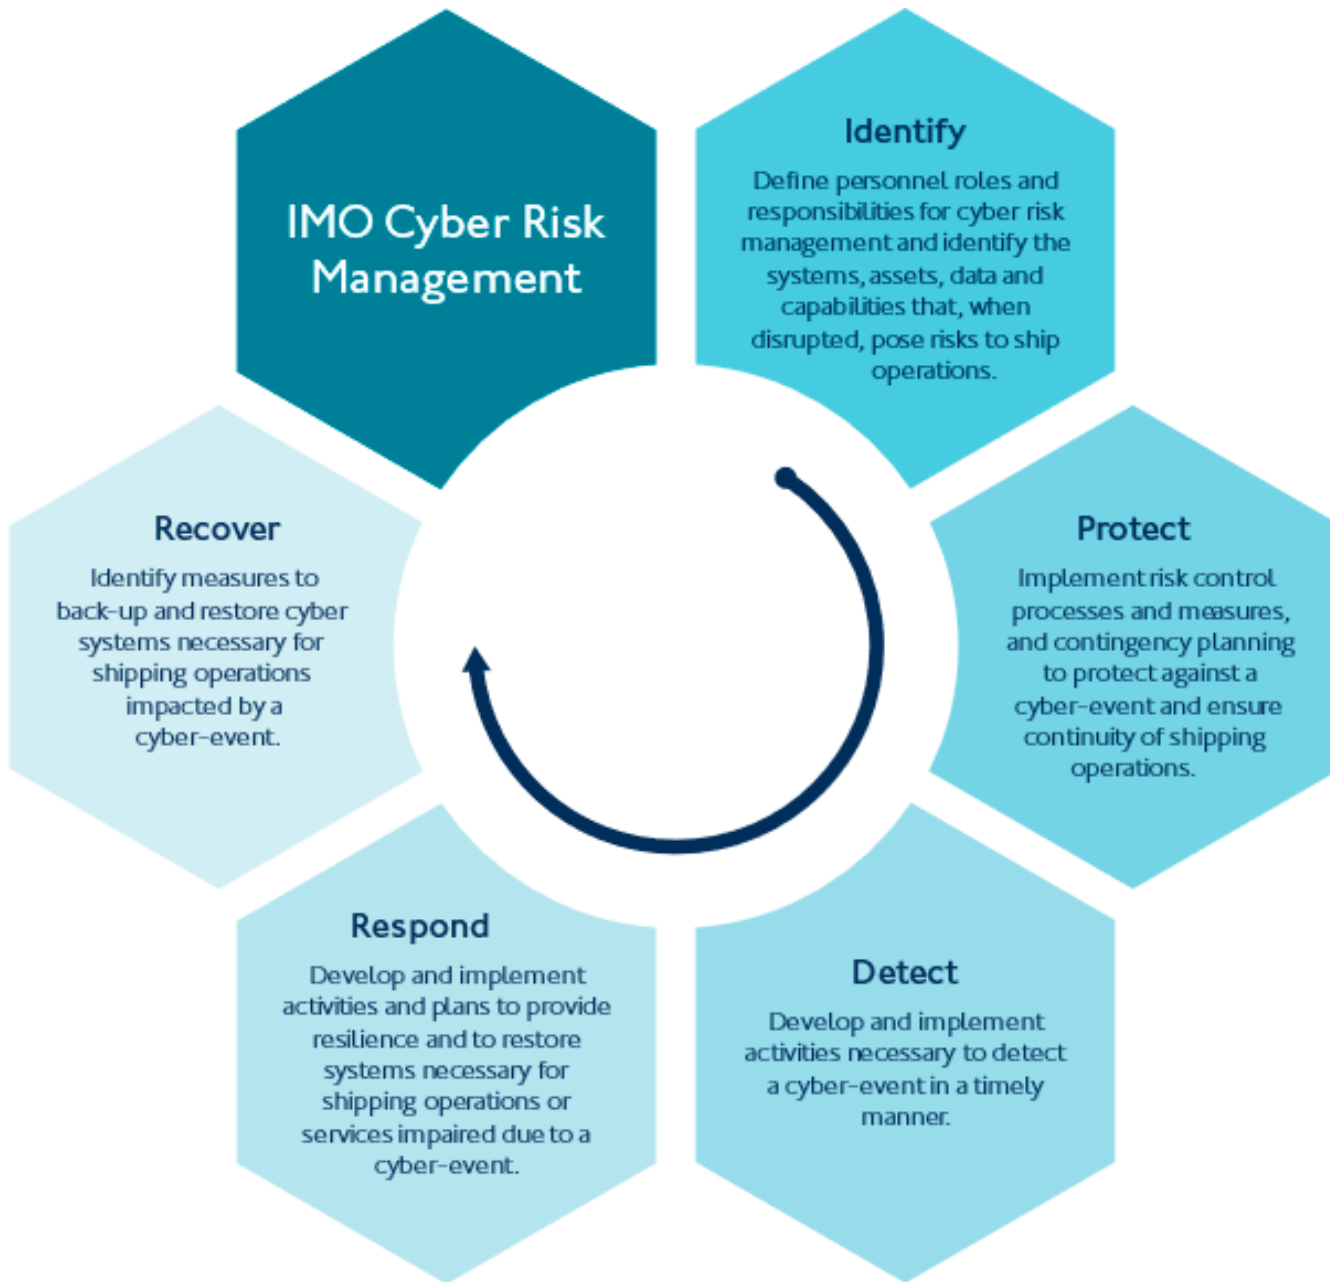 IMO Cyber Risk
Management
Identify
Define personnel roles and
responsibilities for cyber risk
management and identify the
systems, assets, data and
capabilities that, when
disrupted, pose risks to ship
operations.
Protect
Implement risk control
processes and measures,
and contingency planning
to protect against a
cyber-event and ensure
continuity of shipping
operations.
Detect
Develop and implement
activities necessary to detect
a cyber-event in a timely
manner.
Respond
Develop and implement
activities and plans to provide
resilience and to restore
systems necessary for
shipping operations or
services impaired due to a
cyber-event.
Recover
Identify measures to
back-up and restore cyber
systems necessary for
shipping operations
impacted by a
cyber-event.